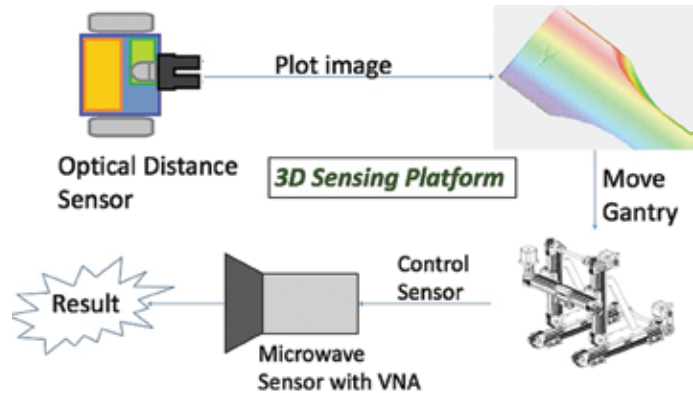 Plot image
Optical Distance
Sensor
3D Sensing Platform
Move
Gantry
Control
Sensor
Result
Microwave
Sensor with VNA